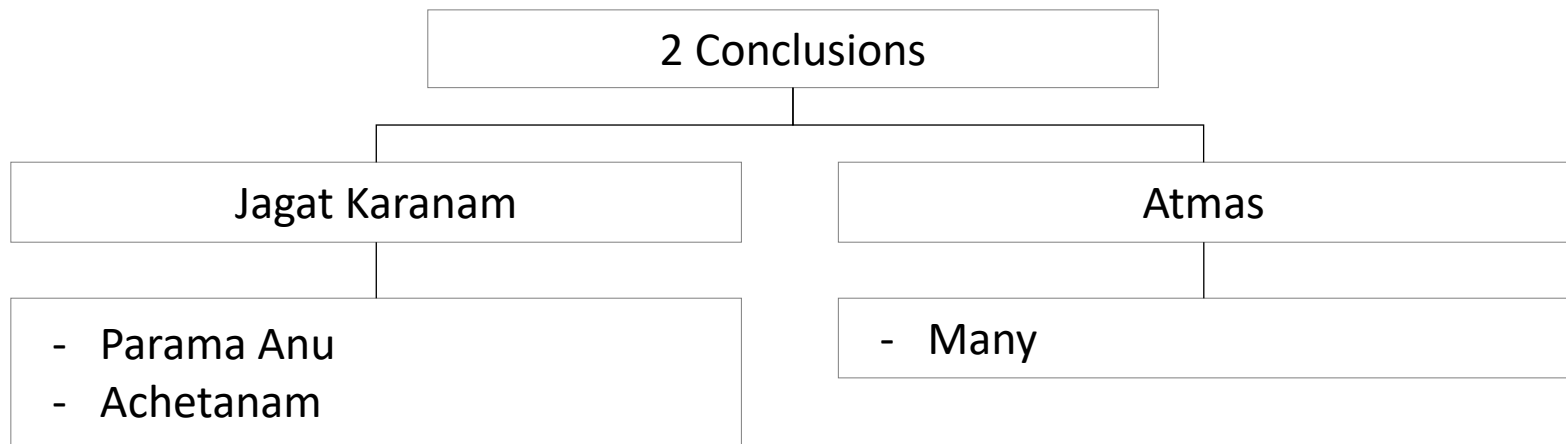 2 Conclusions
Jagat Karanam
Atmas
- Parama Anu
- Achetanam
- Many